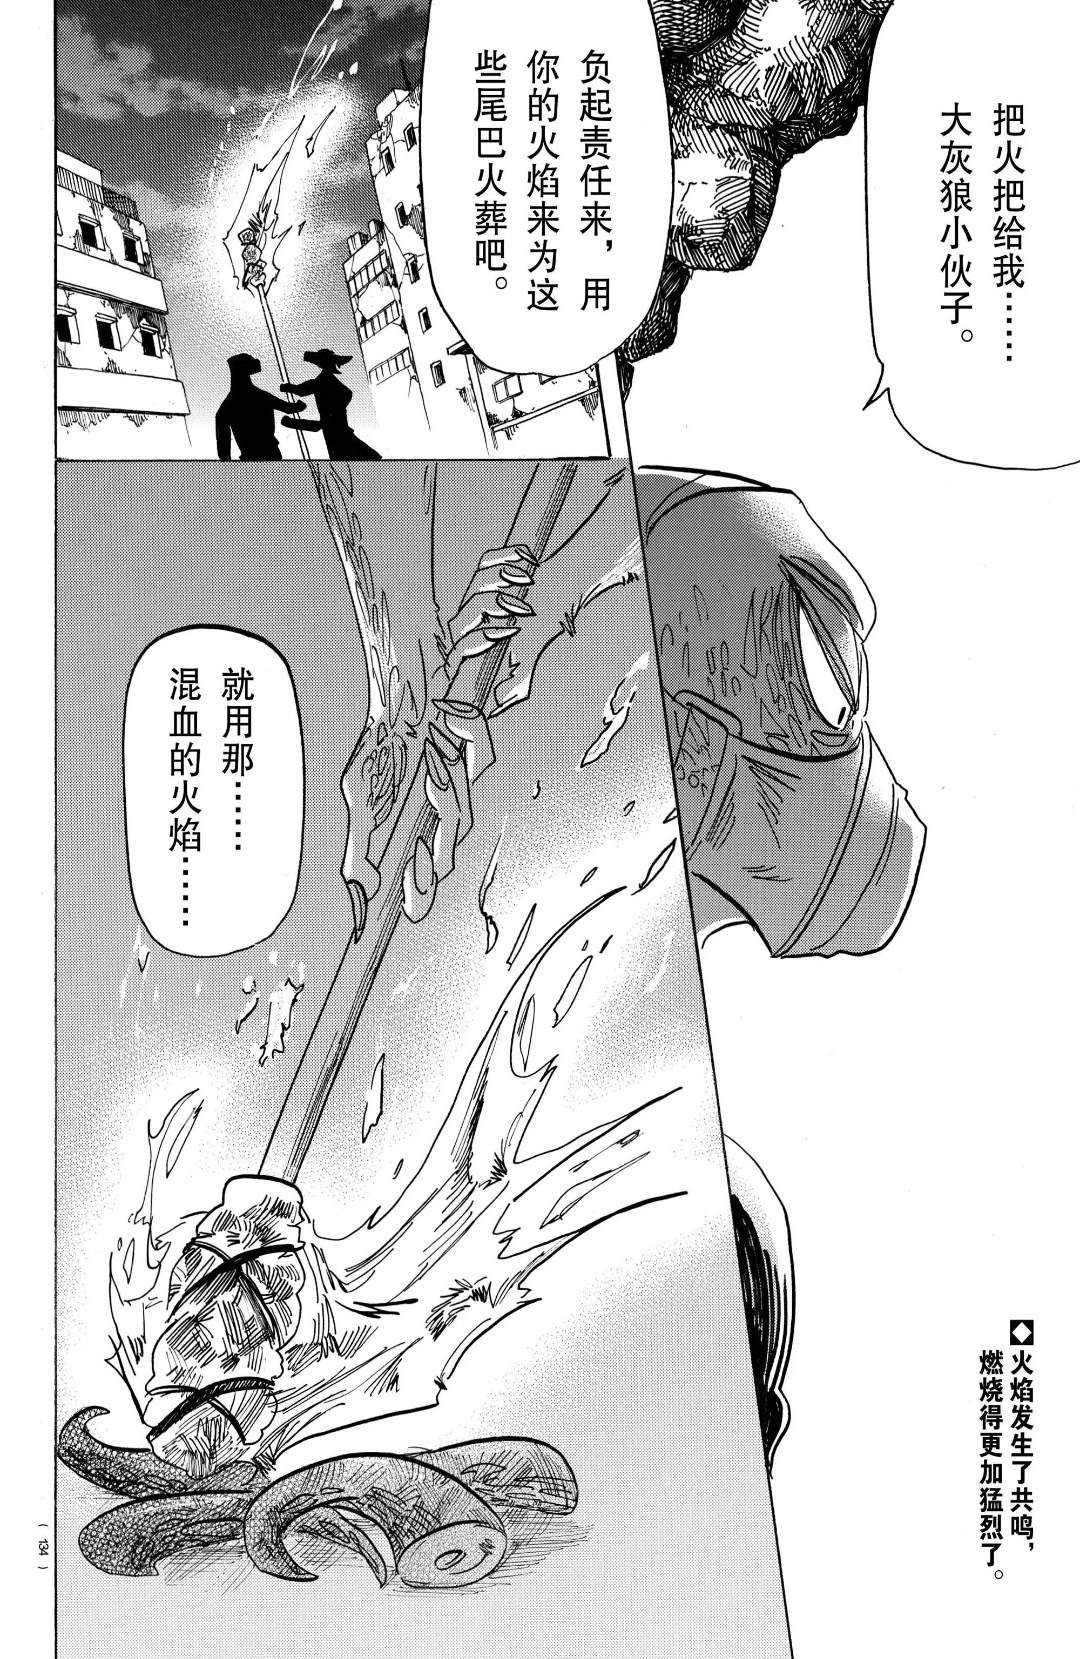 把火把给我……
大灰狼小伙子。
负起责任来，用
你的火焰来为这
些尾巴火葬吧。
就用那……
混血的火焰……
◆火焰发生了共鸣，
燃烧得更加猛烈了。
( 134 )